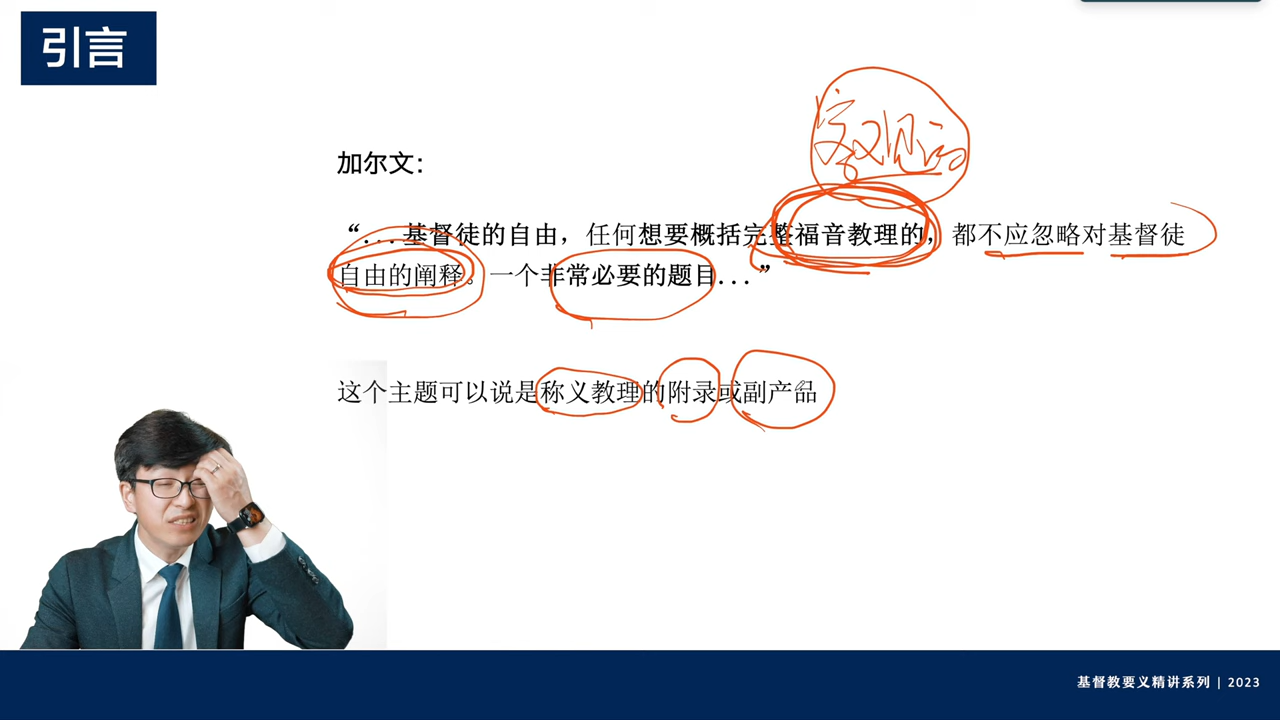 引言
客观的
加尔文：
“...基督徒的自由，任何想要概括完整福音教理的，都不应忽略对基督徒
自由的阐释。一个非常必要的题目...”
这个主题可以说是称义教理的附录或副产品
基督教要义精讲系列 | 2023